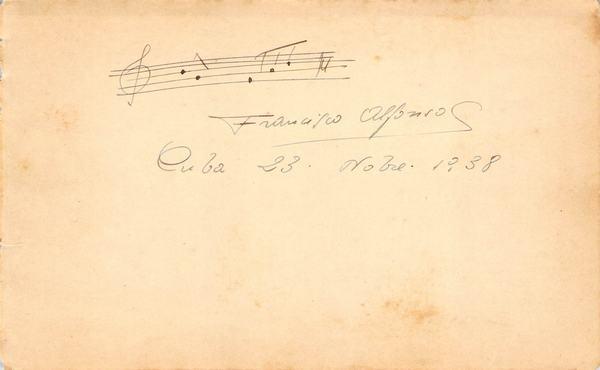 Francisco Alfonso
Cuba 23. Nobre. 1938